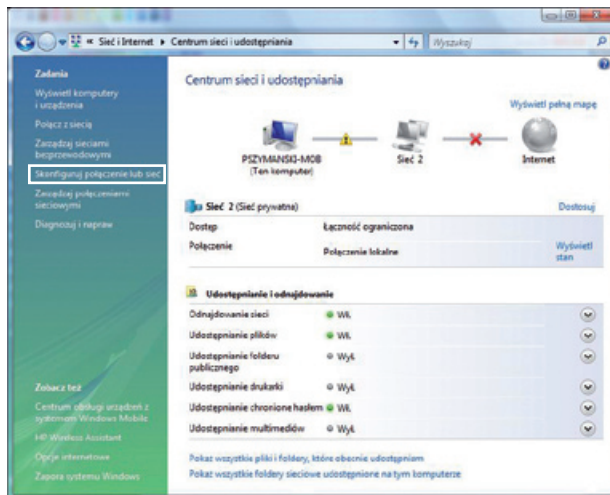 Sieć i Internet
Centrum sieci i udostępniania
Wyszukaj
Zadania
Wyświetl komputery
i urządzenia
Połącz z siecią
Zarządzaj sieciami
bezprzewodowymi
Skonfiguruj połączenie lub sieć
Zarządzaj połączeniami
sieciowymi
Diagnozuj i napraw
Zobacz też
Centrum obsługi urządzeń z
systemem Windows Mobile
HP Wireless Assistant
Opcje internetowe
Zapora systemu Windows
Centrum sieci i udostępniania
Wyświetl pełną mapę
PSZYMANSKI-MOB
(Ten komputer)
Sieć 2
Internet
Sieć 2 (Sieć prywatna)
Dostosuj
Dostęp
Łączność ograniczona
Połączenie
Połączenie lokalne
Wyświetl
stan
Udostępnianie i odnajdowanie
Odnajdowanie sieci
Wł.
Udostępnianie plików
Wł.
Udostępnianie folderu
publicznego
Wył.
Udostępnianie drukarki
Wył.
Udostępnianie chronione hasłem
Wł.
Udostępnianie multimediów
Wył.
Pokaż wszystkie pliki i foldery, które obecnie udostępniam
Pokaż wszystkie foldery sieciowe udostępnione na tym komputerze